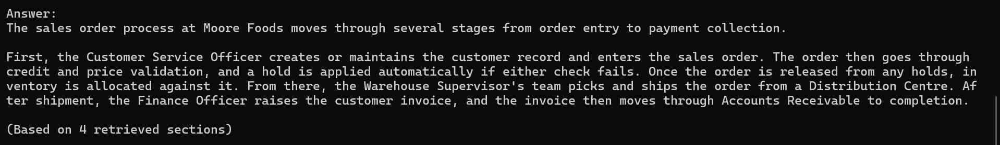 Answer:
The sales order process at Moore Foods moves through several stages from order entry to payment collection.
First, the Customer Service Officer creates or maintains the customer record and enters the sales order. The order then goes through
credit and price validation, and a hold is applied automatically if either check fails. Once the order is released from any holds, in
ventory is allocated against it. From there, the Warehouse Supervisor's team picks and ships the order from a Distribution Centre. Af
ter shipment, the Finance Officer raises the customer invoice, and the invoice then moves through Accounts Receivable to completion.
(Based on 4 retrieved sections)